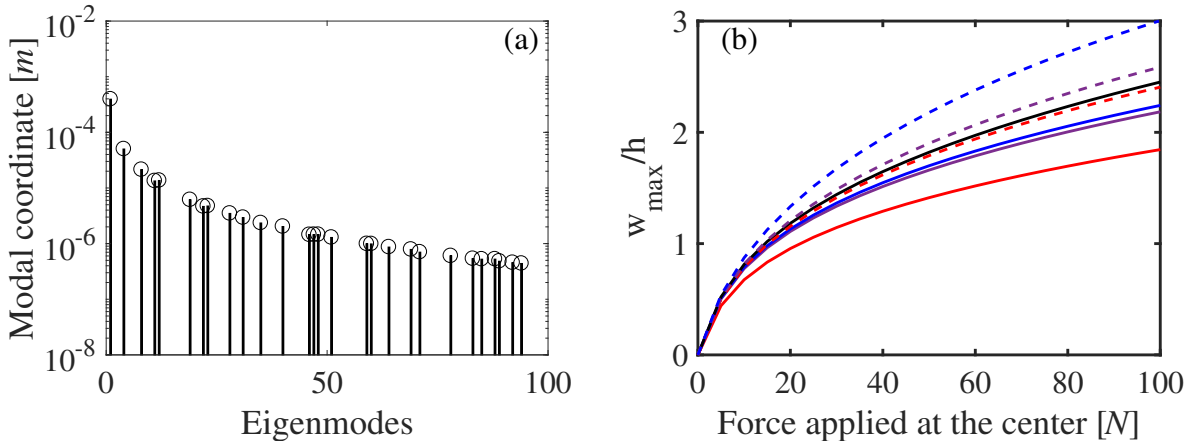 (a)
Modal coordinate [m]
10^-2
10^-4
10^-6
10^-8
0 50 100
Eigenmodes
(b)
w_max/h
3
2
1
0
0 20 40 60 80 100
Force applied at the center [N]